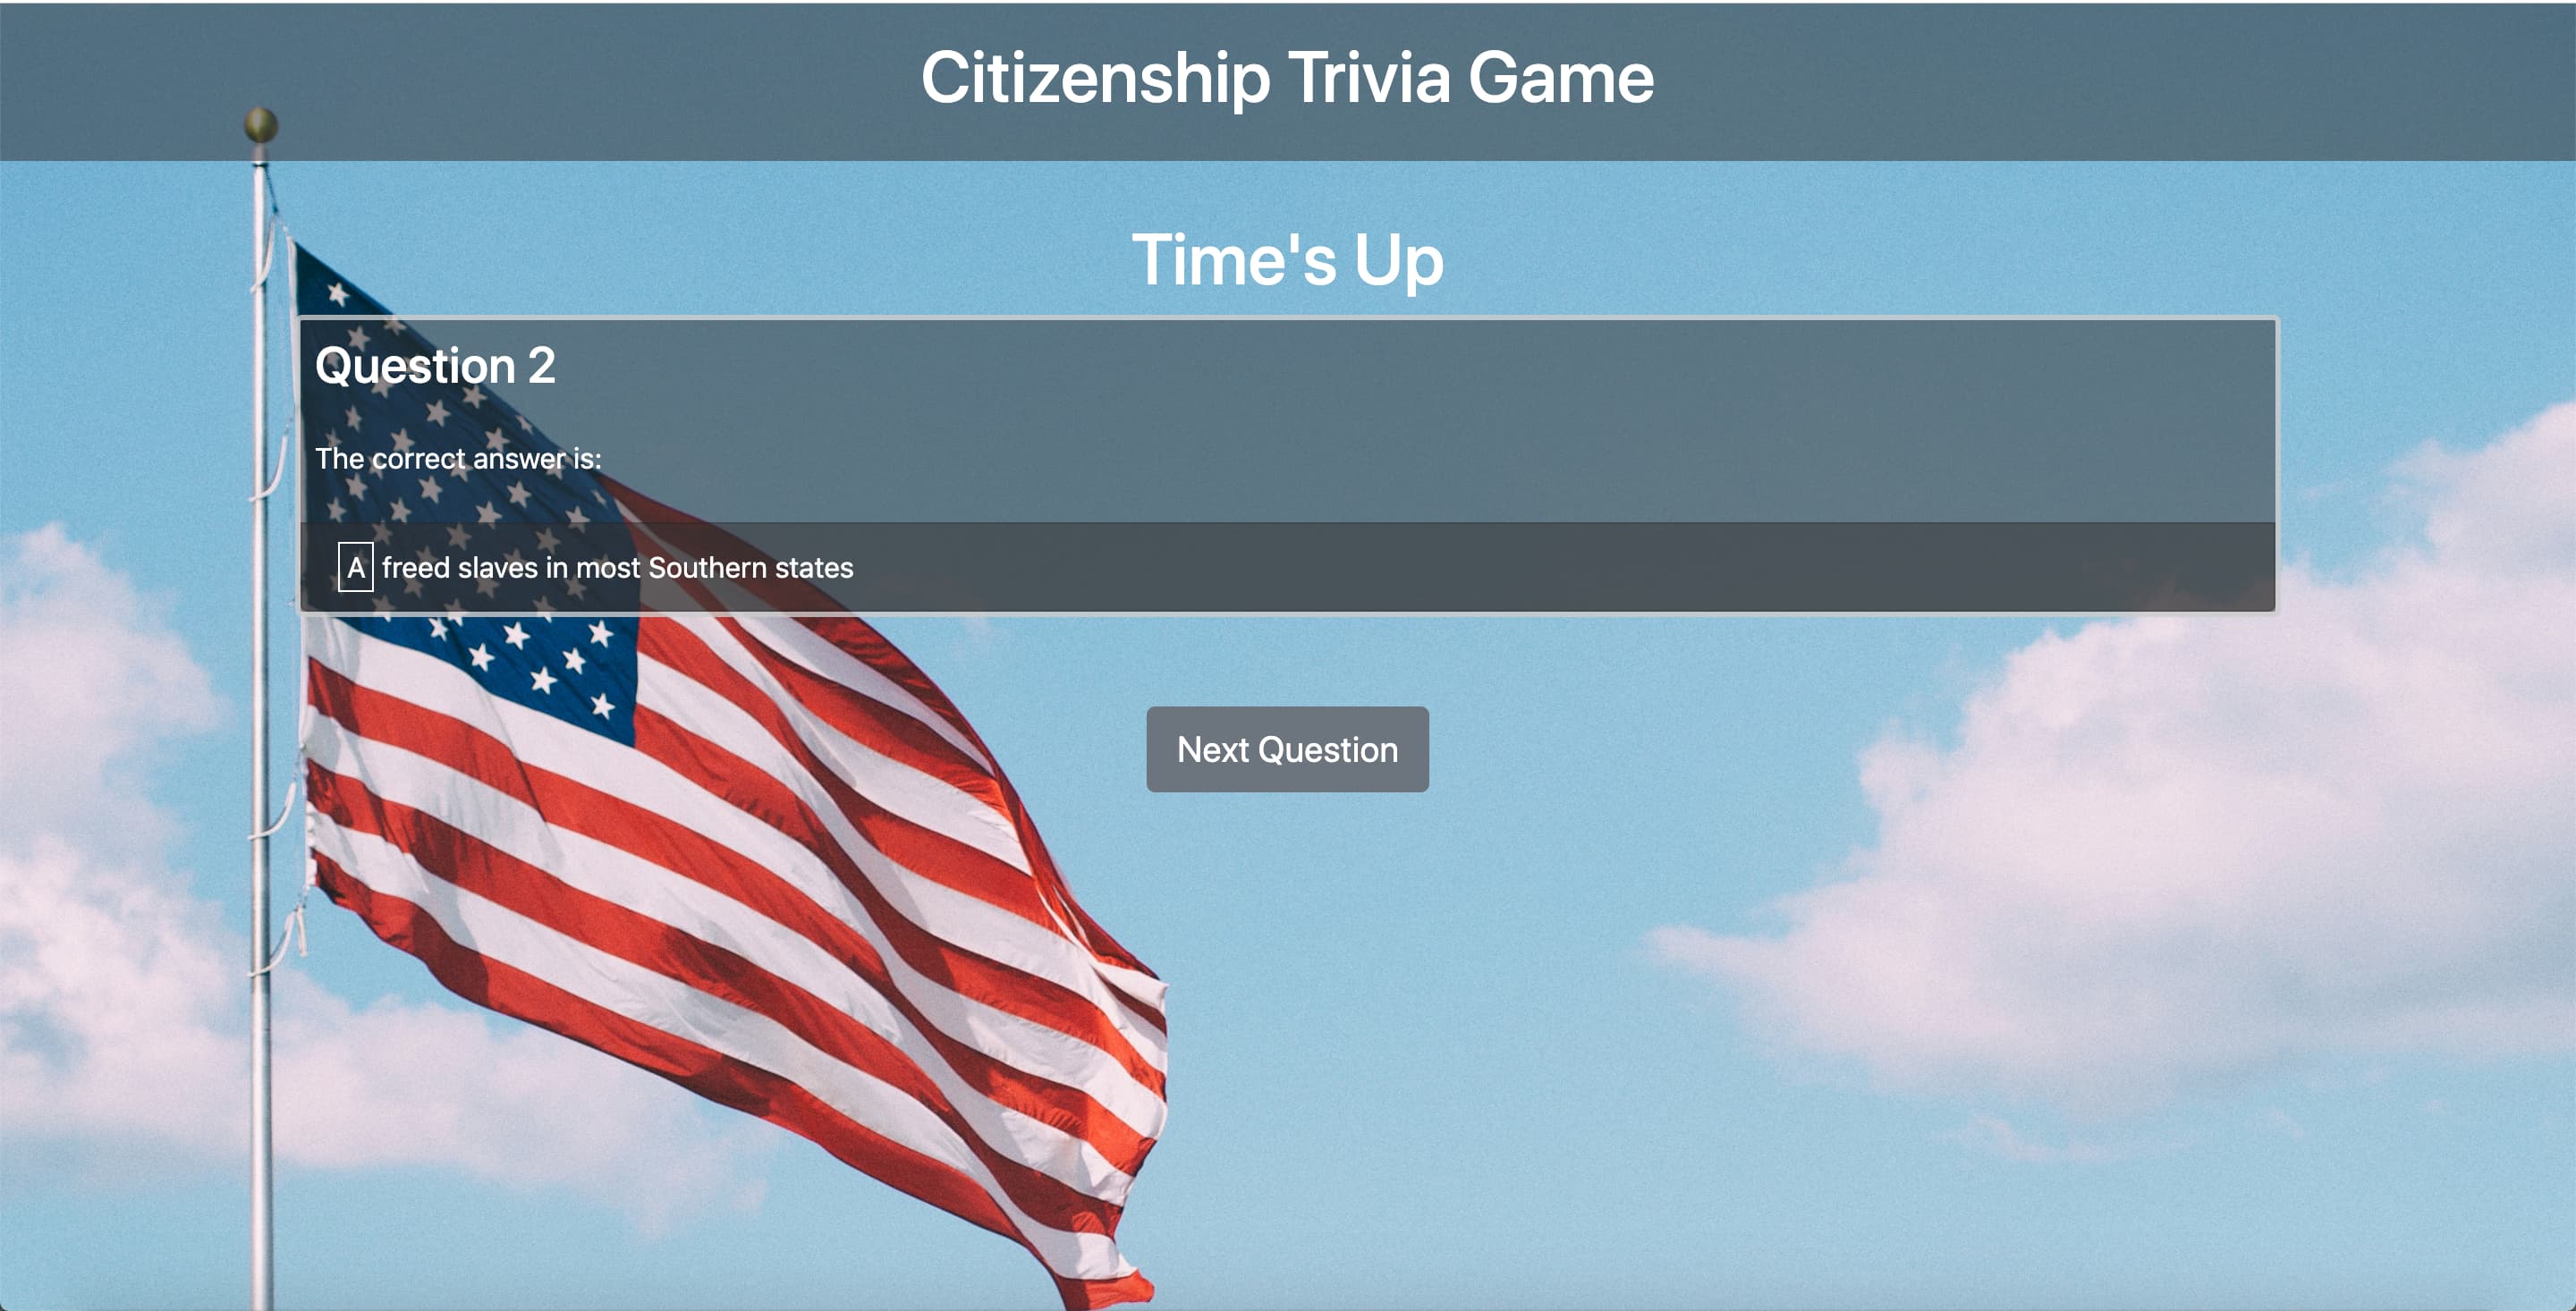 Citizenship Trivia Game
Time's Up
Question 2
The correct answer is:
A freed slaves in most Southern states
Next Question